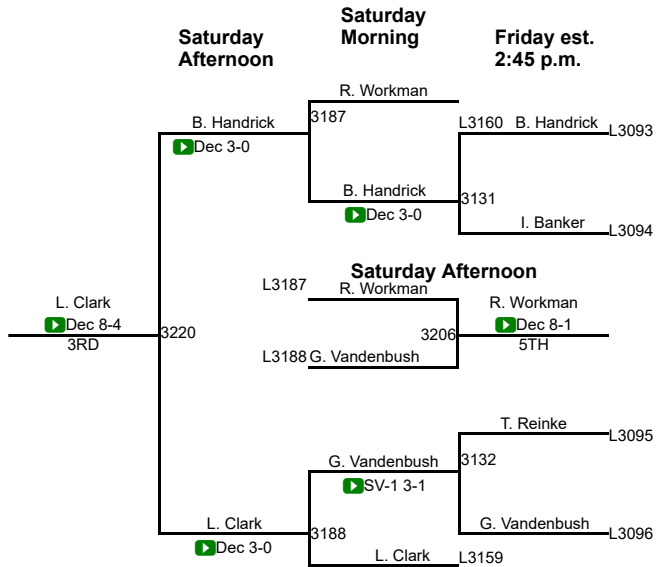 Saturday
Afternoon
Saturday
Morning
Friday est.
2:45 p.m.
R. Workman
B. Handrick
3187
L3160
B. Handrick
L3093
Dec 3-0
B. Handrick
3131
Dec 3-0
I. Banker
L3094
Saturday Afternoon
L3187
R. Workman
L. Clark
R. Workman
Dec 8-4
3220
3206
Dec 8-1
3RD
5TH
L3188
G. Vandenbush
T. Reinke
L3095
G. Vandenbush
3132
SV-1 3-1
L. Clark
3188
G. Vandenbush
L3096
Dec 3-0
L. Clark
L3159